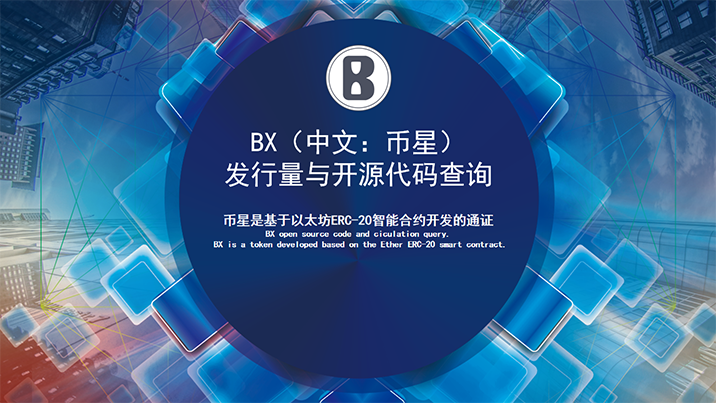 B
BX（中文：币星）
发行量与开源代码查询
币星是基于以太坊ERC-20智能合约开发的通证
BX open source code and ciculation query.
BX is a token developed based on the Ether ERC-20 smart contract.